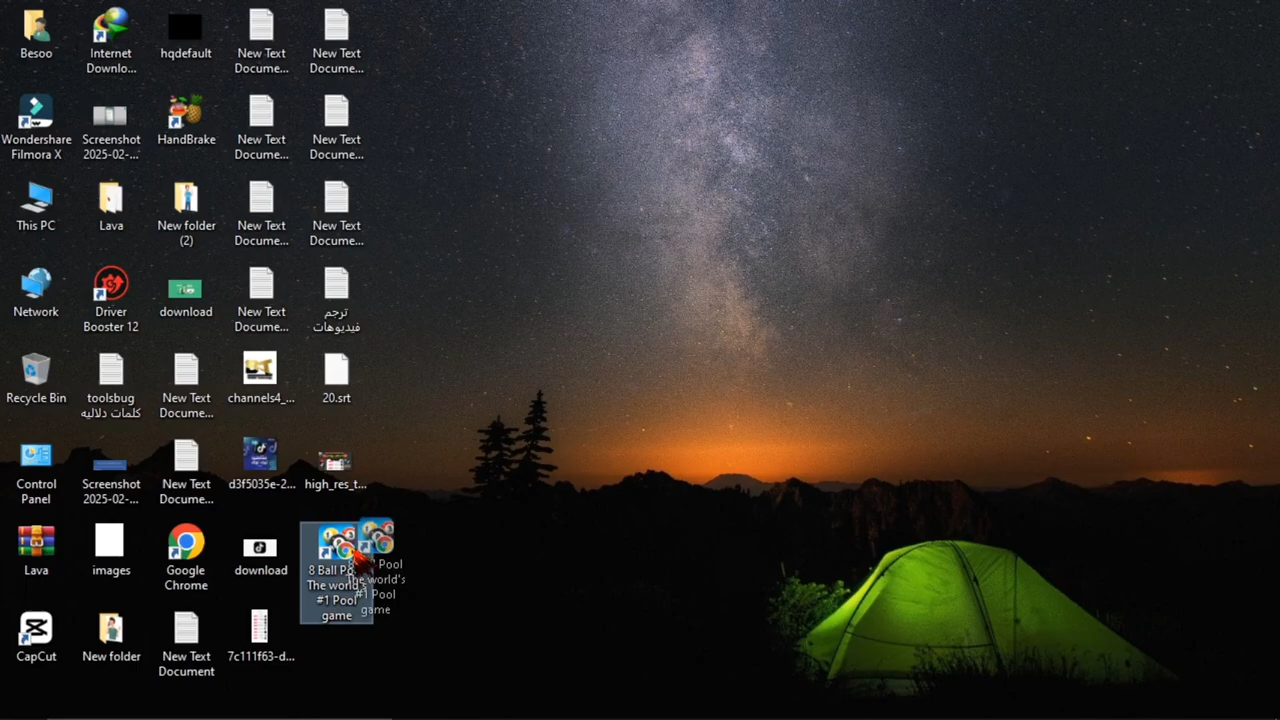 Besoo
Internet
Downlo...
hqdefault
New Text
Docume...
New Text
Docume...
Wondershare
Filmora X
Screenshot
2025-02-...
HandBrake
New Text
Docume...
New Text
Docume...
This PC
Lava
New folder
(2)
New Text
Docume...
New Text
Docume...
Network
Driver
Booster 12
download
New Text
Docume...
ترجم
فيديوهات
Recycle Bin
toolsbug
كلمات دلاليه
New Text
Docume...
channels4_...
20.srt
Control
Panel
Screenshot
2025-02-...
New Text
Docume...
d3f5035e-2...
high_res_t...
Lava
images
Google
Chrome
download
8 Ball
The world's
#1 Pool
game
Pool
The world's
#1 Pool
game
CapCut
New folder
New Text
Document
7c111f63-d...